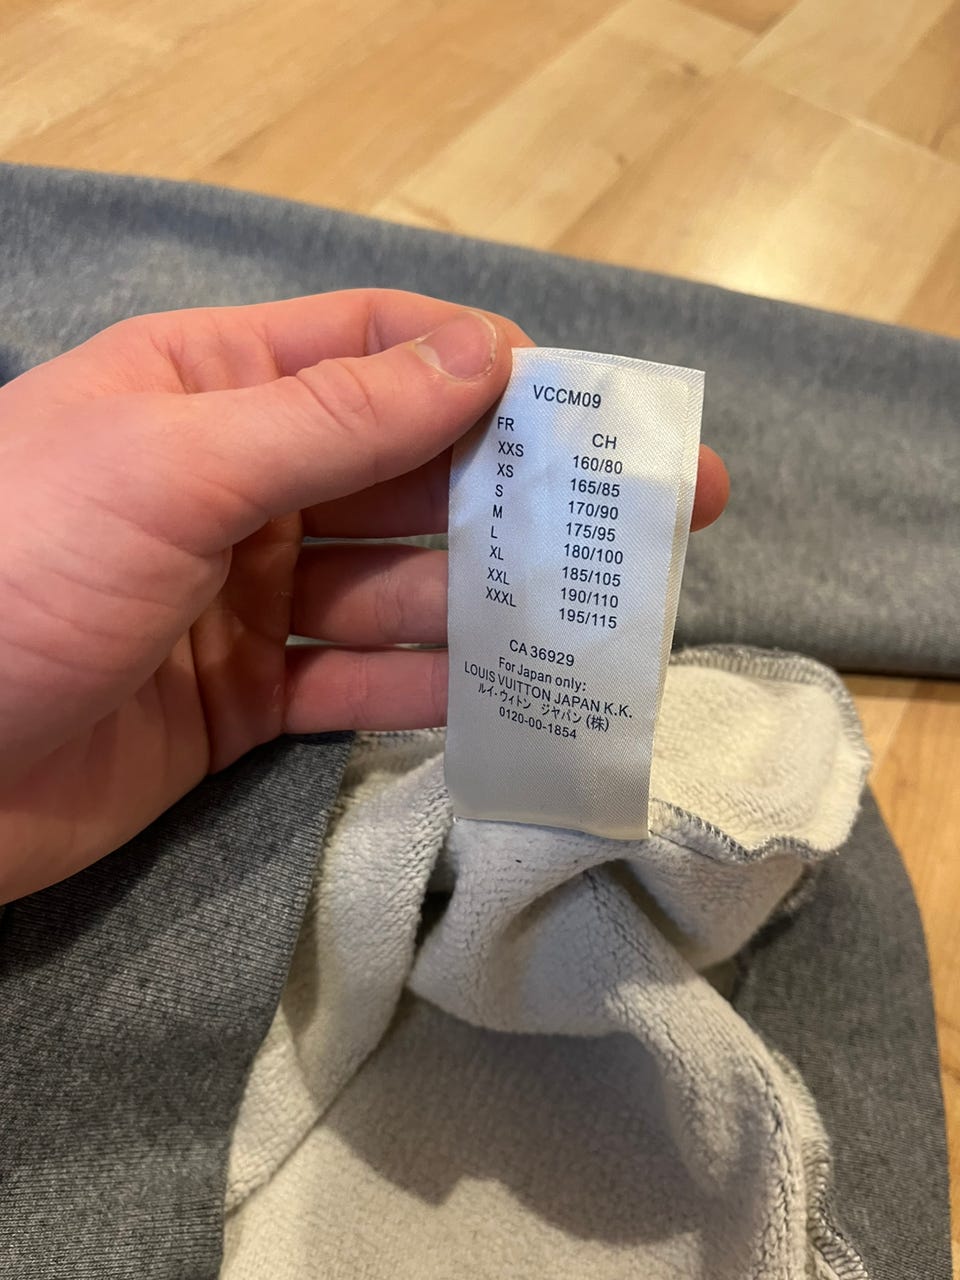 VCCM09
FR CH
XXS 160/80
XS 165/85
S 170/90
M 175/95
L 180/100
XL 185/105
XXL 190/110
XXXL 195/115
CA 36929
For Japan only:
LOUIS VUITTON JAPAN K.K.
ルイ・ウィトン ジャパン (株)
0120-00-1854